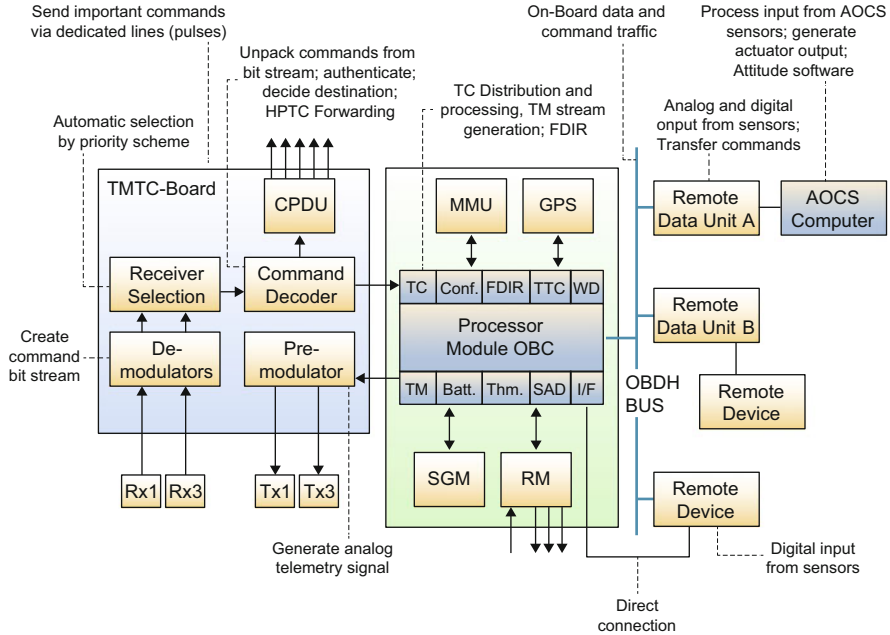 Send important commands
via dedicated lines (pulses)
On-Board data and
command traffic
Process input from AOCS
sensors; generate
actuator output;
Attitude software
Unpack commands from
bit stream; authenticate;
decide destination;
HPTC Forwarding
TC Distribution and
processing, TM stream
generation; FDIR
Analog and digital
onput from sensors;
Transfer commands
Automatic selection
by priority scheme
TMTC-Board
CPDU
MMU
GPS
Remote
Data Unit A
AOCS
Computer
Receiver
Selection
Command
Decoder
TC
Conf.
FDIR
TTC
WD
Processor
Module OBC
Remote
Data Unit B
Create
command
bit stream
De-
modulators
Pre-
modulator
TM
Batt.
Thm.
SAD
I/F
OBDH
BUS
Remote
Device
SGM
RM
Rx1
Rx3
Tx1
Tx3
Remote
Device
Generate analog
telemetry signal
Digital input
from sensors
Direct
connection